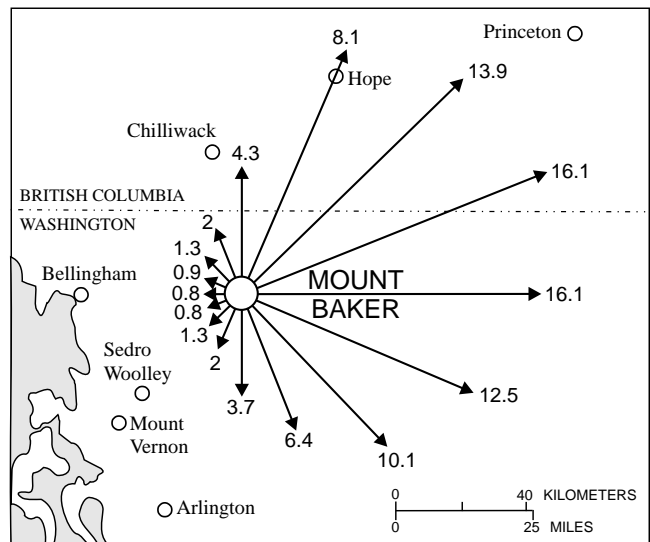 8.1
Princeton
Hope
13.9
Chilliwack
4.3
16.1
BRITISH COLUMBIA
WASHINGTON
2
1.3
Bellingham
0.9
MOUNT
0.8
16.1
BAKER
0.8
1.3
Sedro
Woolley
2
12.5
3.7
Mount
Vernon
6.4
10.1
Arlington
0 40 KILOMETERS
0 25 MILES